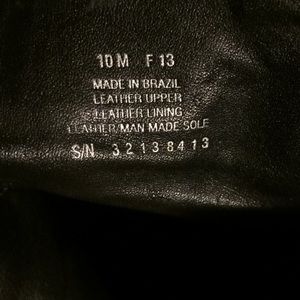 10 M F 13
MADE IN BRAZIL
LEATHER UPPER
LEATHER LINING
LEATHER/MAN MADE SOLE
S/N 3 2 1 3 8 4 1 3